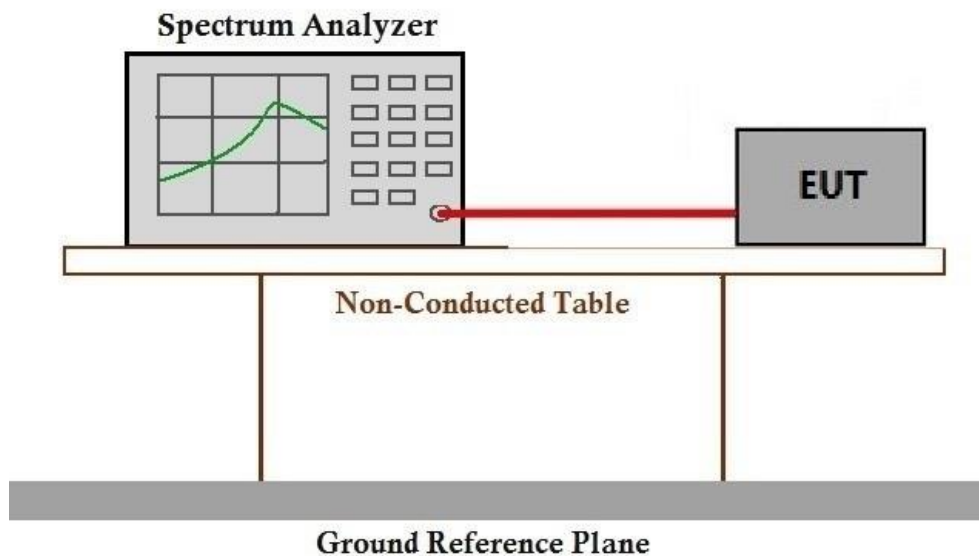 Spectrum Analyzer
EUT
Non-Conducted Table
Ground Reference Plane